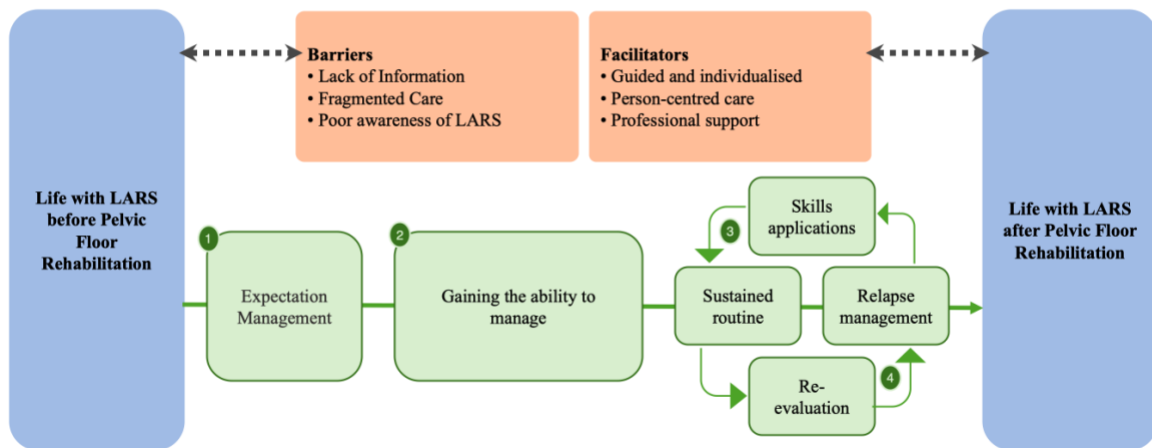 Barriers
• Lack of Information
• Fragmented Care
• Poor awareness of LARS
Facilitators
• Guided and individualised
• Person-centred care
• Professional support
Life with LARS
before Pelvic
Floor
Rehabilitation
1
Expectation
Management
2
Gaining the ability to
manage
Skills
applications
3
Sustained
routine
Relapse
management
Re-
evaluation
4
Life with LARS
after Pelvic Floor
Rehabilitation